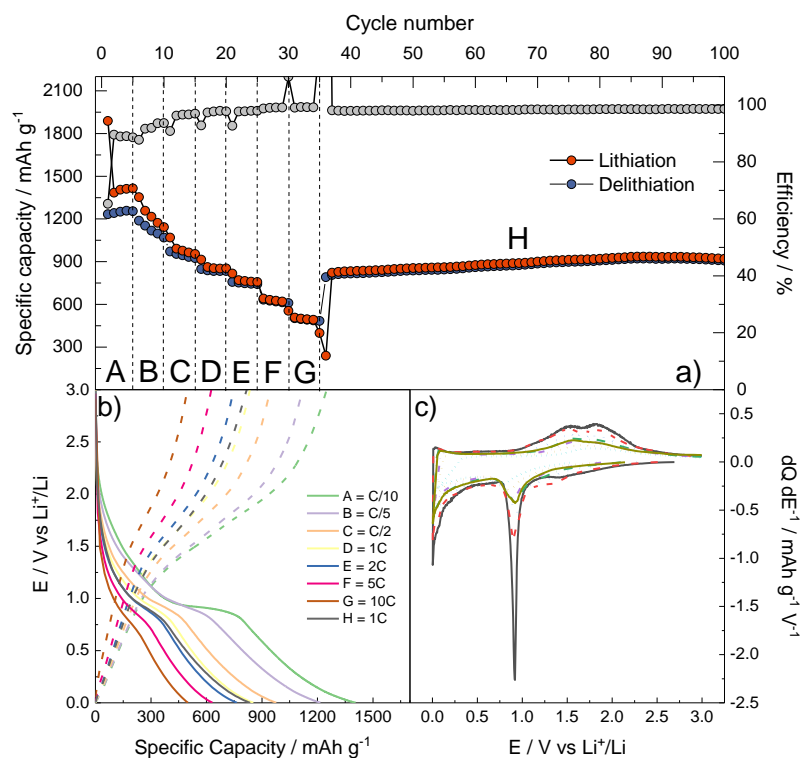 Cycle number
0 10 20 30 40 50 60 70 80 90 100
2100
1800
1500
1200
900
600
300
Specific capacity / mAh g⁻¹
100
80
60
40
20
0
Efficiency / %
Lithiation
Delithiation
H
A B C D E F G
a)
b)
3.0
2.5
2.0
1.5
1.0
0.5
0.0
E / V vs Li⁺/Li
A = C/10
B = C/5
C = C/2
D = 1C
E = 2C
F = 5C
G = 10C
H = 1C
0 300 600 900 1200 1500
Specific Capacity / mAh g⁻¹
c)
0.5
0.0
-0.5
-1.0
-1.5
-2.0
-2.5
dQ dE⁻¹ / mAh g⁻¹ V⁻¹
0.0 0.5 1.0 1.5 2.0 2.5 3.0
E / V vs Li⁺/Li